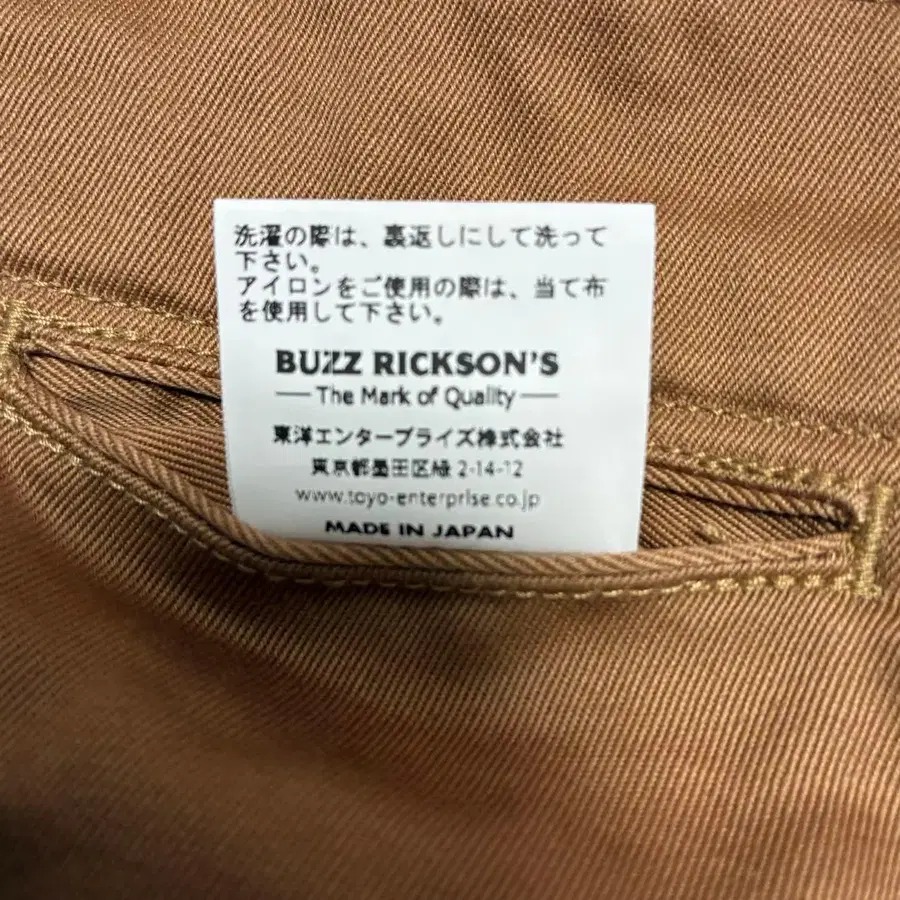 洗濯の際は、裏返しにして洗って
下さい。
アイロンをご使用の際は、当て布
を使用して下さい。
BUZZ RICKSON'S
The Mark of Quality
東洋エンタープライズ株式会社
東京都墨田区緑 2-14-12
www.toyo-enterprise.co.jp
MADE IN JAPAN